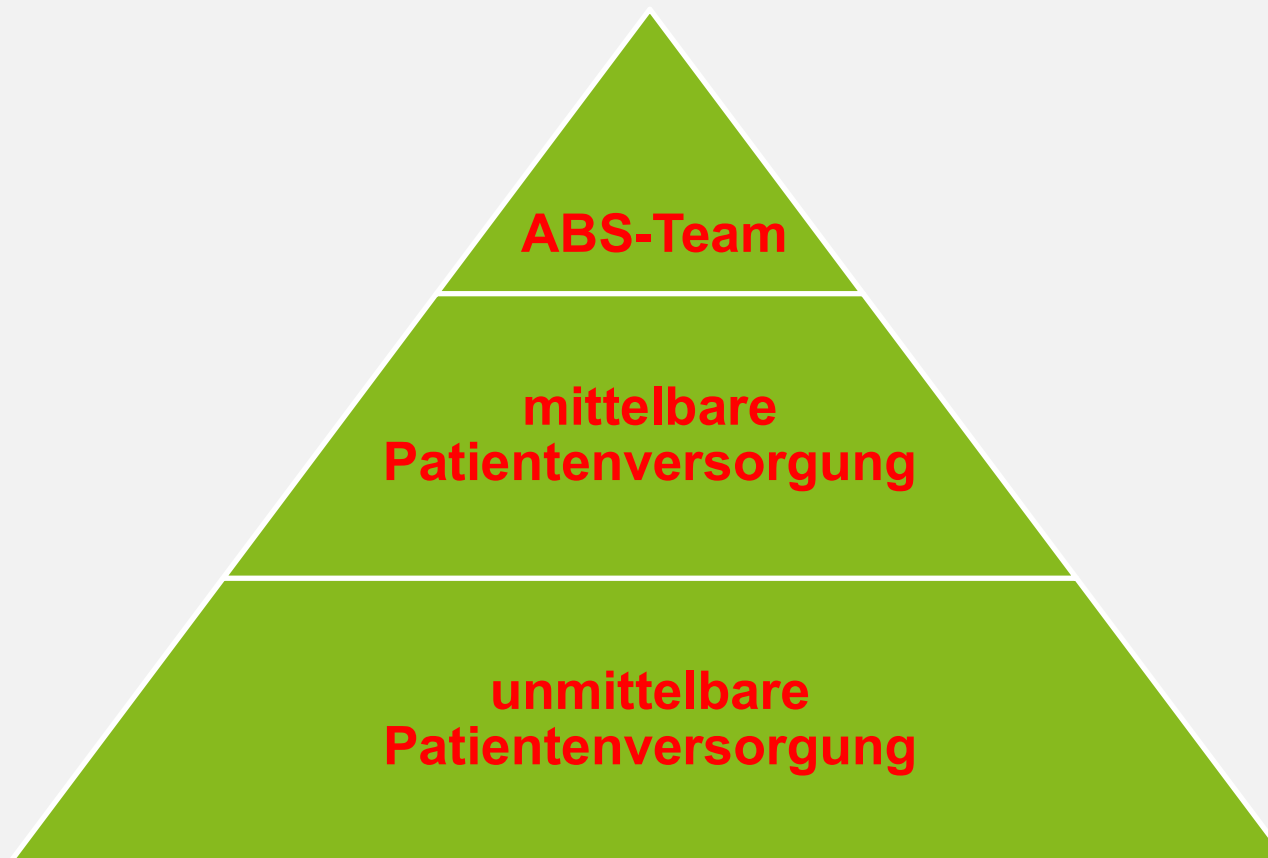 ABS-Team
mittelbare
Patientenversorgung
unmittelbare
Patientenversorgung